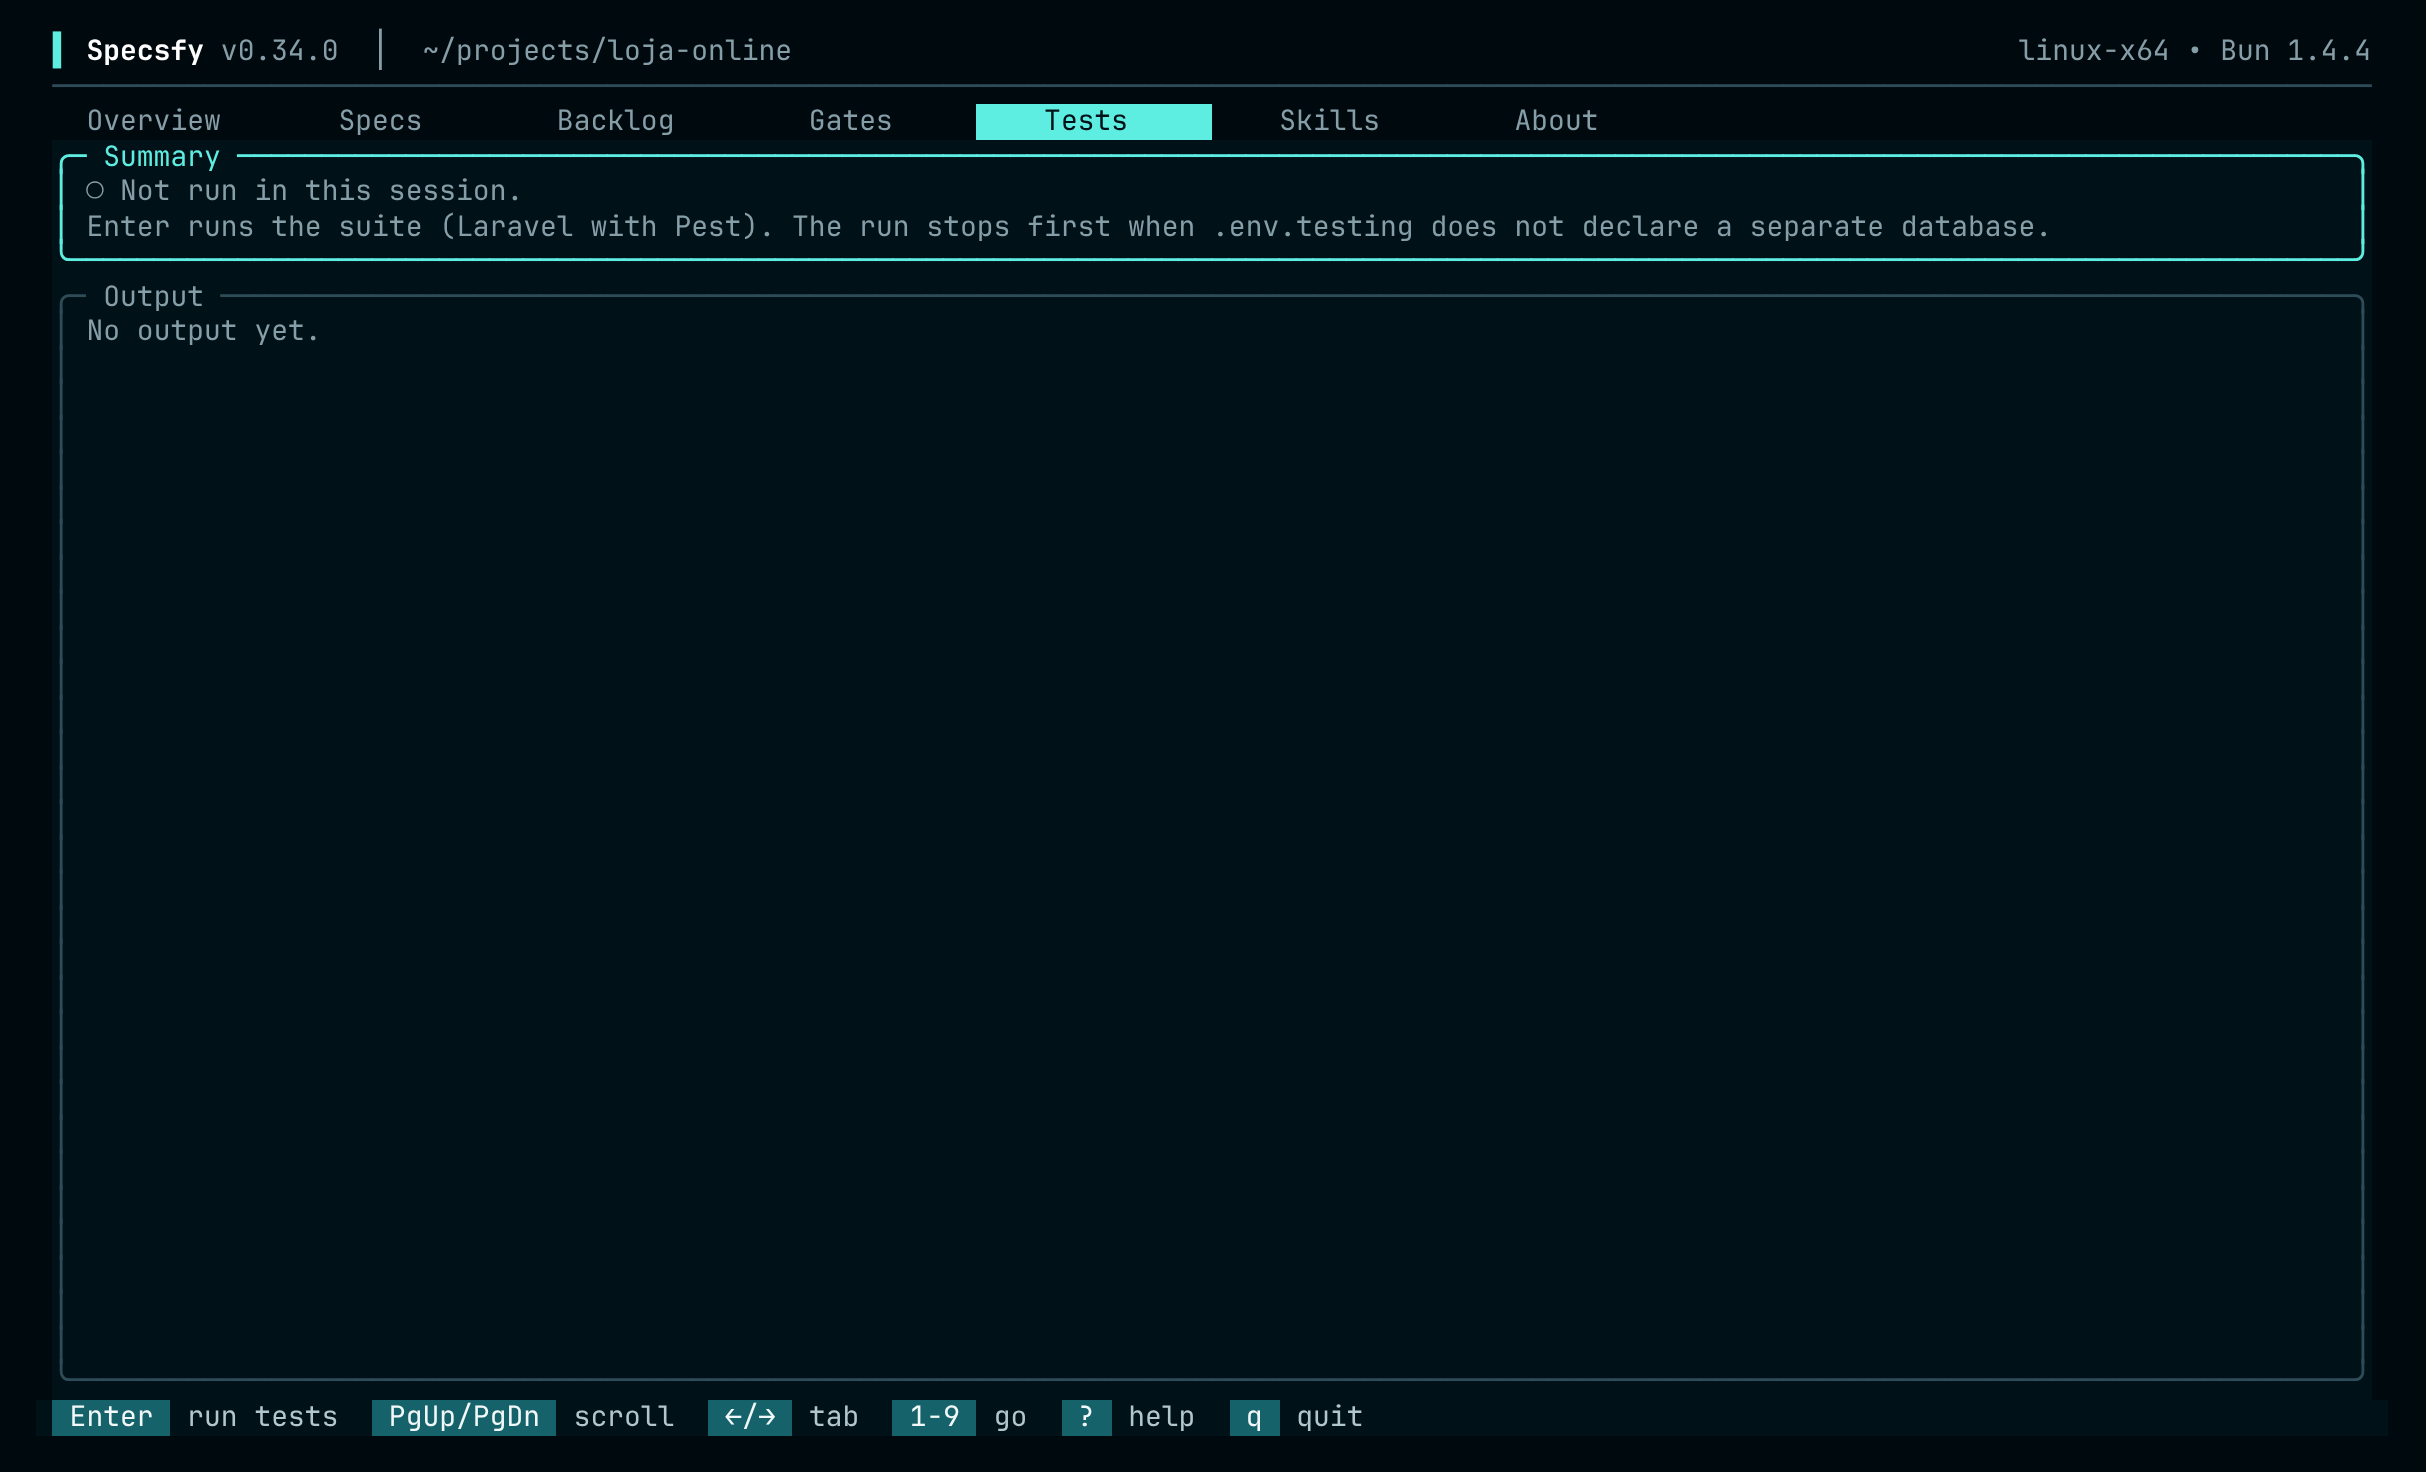 Specsfy v0.34.0 │ ~/projects/loja-online linux-x64 • Bun 1.4.4
Overview Specs Backlog Gates Tests Skills About
Summary
○ Not run in this session.
Enter runs the suite (Laravel with Pest). The run stops first when .env.testing does not declare a separate database.
Output
No output yet.
Enter run tests PgUp/PgDn scroll ←/→ tab 1-9 go ? help q quit